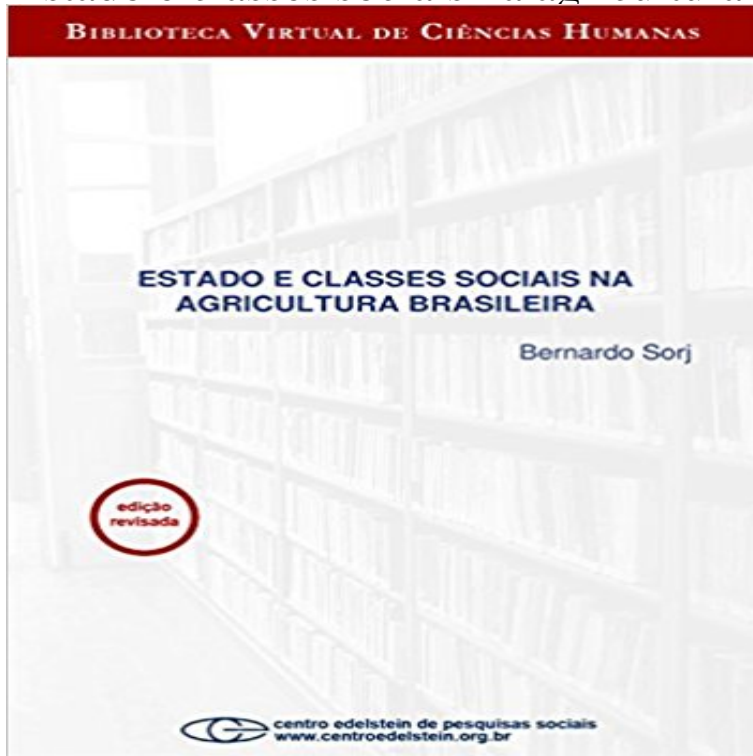 BIBLIOTECA VIRTUAL DE CIÊNCIAS HUMANAS
ESTADO E CLASSES SOCIAIS NA
AGRICULTURA BRASILEIRA
Bernardo Sorj
edição
revisada
centro edelstein de pesquisas sociais
www.centroedelstein.org.br